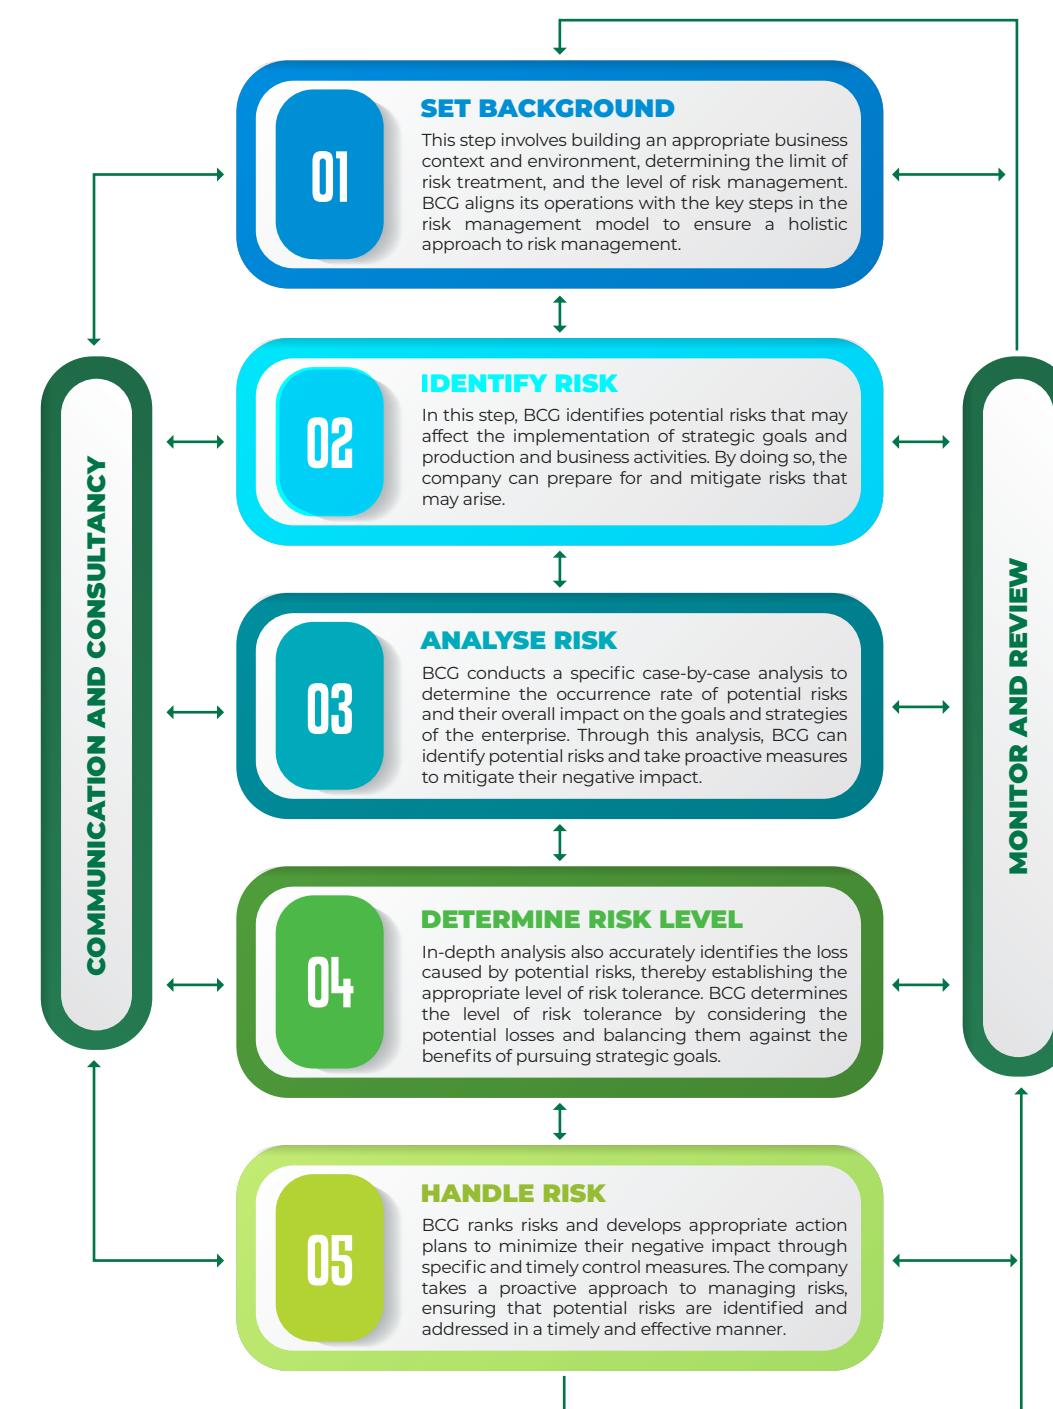 01
SET BACKGROUND
This step involves building an appropriate business
context and environment, determining the limit of
risk treatment, and the level of risk management.
BCG aligns its operations with the key steps in the
risk management model to ensure a holistic
approach to risk management.
02
IDENTIFY RISK
In this step, BCG identifies potential risks that may
affect the implementation of strategic goals and
production and business activities. By doing so, the
company can prepare for and mitigate risks that
may arise.
COMMUNICATION AND CONSULTANCY
MONITOR AND REVIEW
03
ANALYSE RISK
BCG conducts a specific case-by-case analysis to
determine the occurrence rate of potential risks
and their overall impact on the goals and strategies
of the enterprise. Through this analysis, BCG can
identify potential risks and take proactive measures
to mitigate their negative impact.
04
DETERMINE RISK LEVEL
In-depth analysis also accurately identifies the loss
caused by potential risks, thereby establishing the
appropriate level of risk tolerance. BCG determines
the level of risk tolerance by considering the
potential losses and balancing them against the
benefits of pursuing strategic goals.
05
HANDLE RISK
BCG ranks risks and develops appropriate action
plans to minimize their negative impact through
specific and timely control measures. The company
takes a proactive approach to managing risks,
ensuring that potential risks are identified and
addressed in a timely and effective manner.